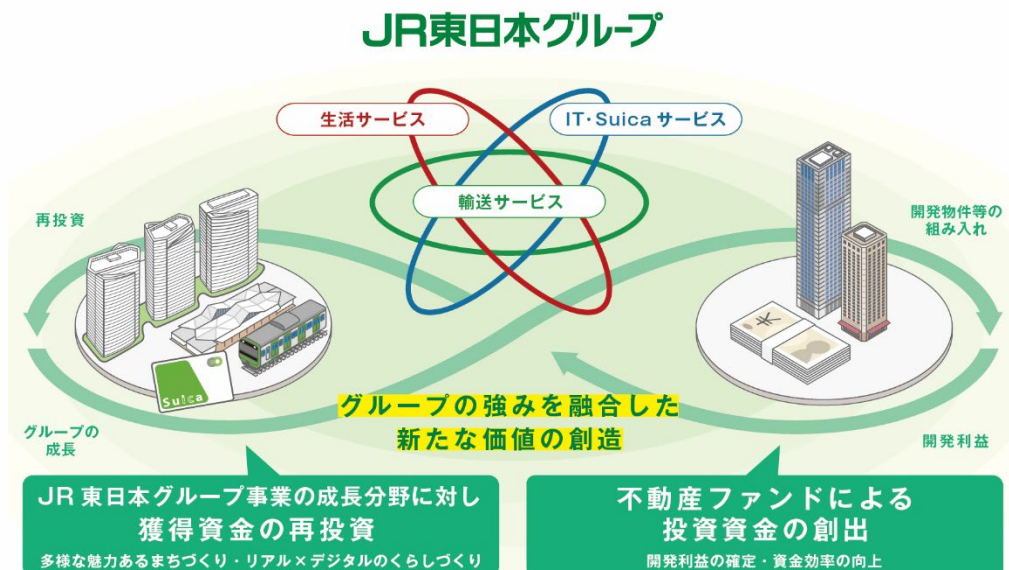 JR東日本グループ
生活サービス
IT・Suica サービス
輸送サービス
再投資
開発物件等の
組み入れ
Suica
¥
グループの強みを融合した
新たな価値の創造
グループの
成長
開発利益
JR 東日本グループ事業の成長分野に対し
獲得資金の再投資
多様な魅力あるまちづくり・リアル×デジタルのくらしづくり
不動産ファンドによる
投資資金の創出
開発利益の確定・資金効率の向上